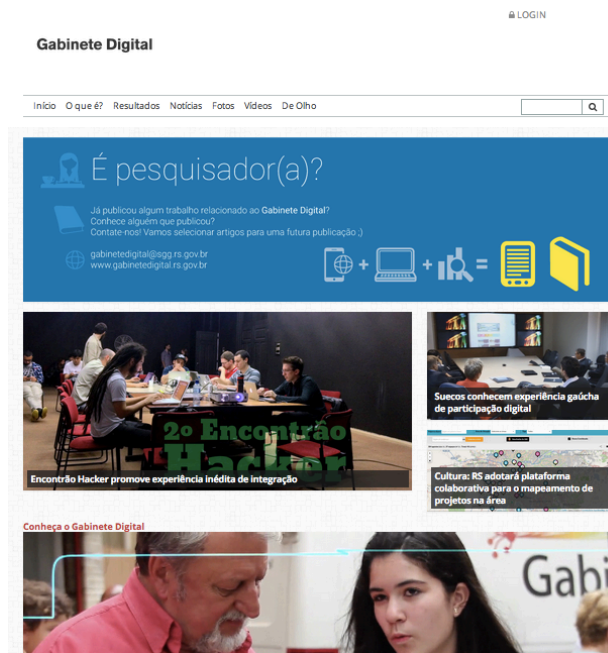 LOGIN
Gabinete Digital
Início O que é? Resultados Notícias Fotos Vídeos De Olho
É pesquisador(a)?
Já publicou algum trabalho relacionado ao Gabinete Digital?
Conhece alguém que publicou?
Contate-nos! Vamos selecionar artigos para uma futura publicação ;)
gabinetedigital@sgg.rs.gov.br
www.gabinetedigital.rs.gov.br
+ + =
2º Encontrão
Hacker
Encontrão Hacker promove experiência inédita de integração
Suecos conhecem experiência gaúcha
de participação digital
Cultura: RS adotará plataforma
colaborativa para o mapeamento de
projetos na área
Conheça o Gabinete Digital
Gabi